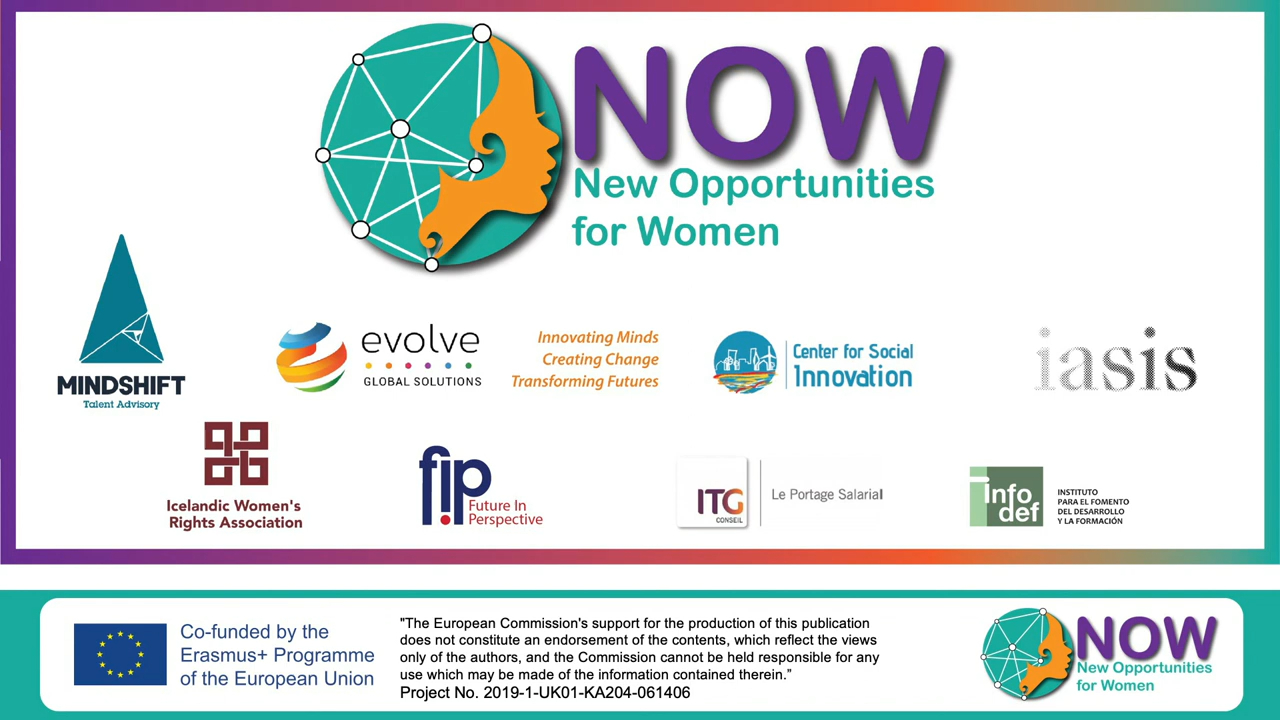 NOW
New Opportunities
for Women
MINDSHIFT
Talent Advisory
evolve
GLOBAL SOLUTIONS
Innovating Minds
Creating Change
Transforming Futures
Center for Social
Innovation
iasis
Icelandic Women's
Rights Association
fip
Future In
Perspective
ITG
CONSEIL
Le Portage Salarial
info
def
INSTITUTO
PARA EL FOMENTO
DEL DESARROLLO
Y LA FORMACIÓN
Co-funded by the
Erasmus+ Programme
of the European Union
"The European Commission's support for the production of this publication
does not constitute an endorsement of the contents, which reflect the views
only of the authors, and the Commission cannot be held responsible for any
use which may be made of the information contained therein.”
Project No. 2019-1-UK01-KA204-061406
NOW
New Opportunities
for Women